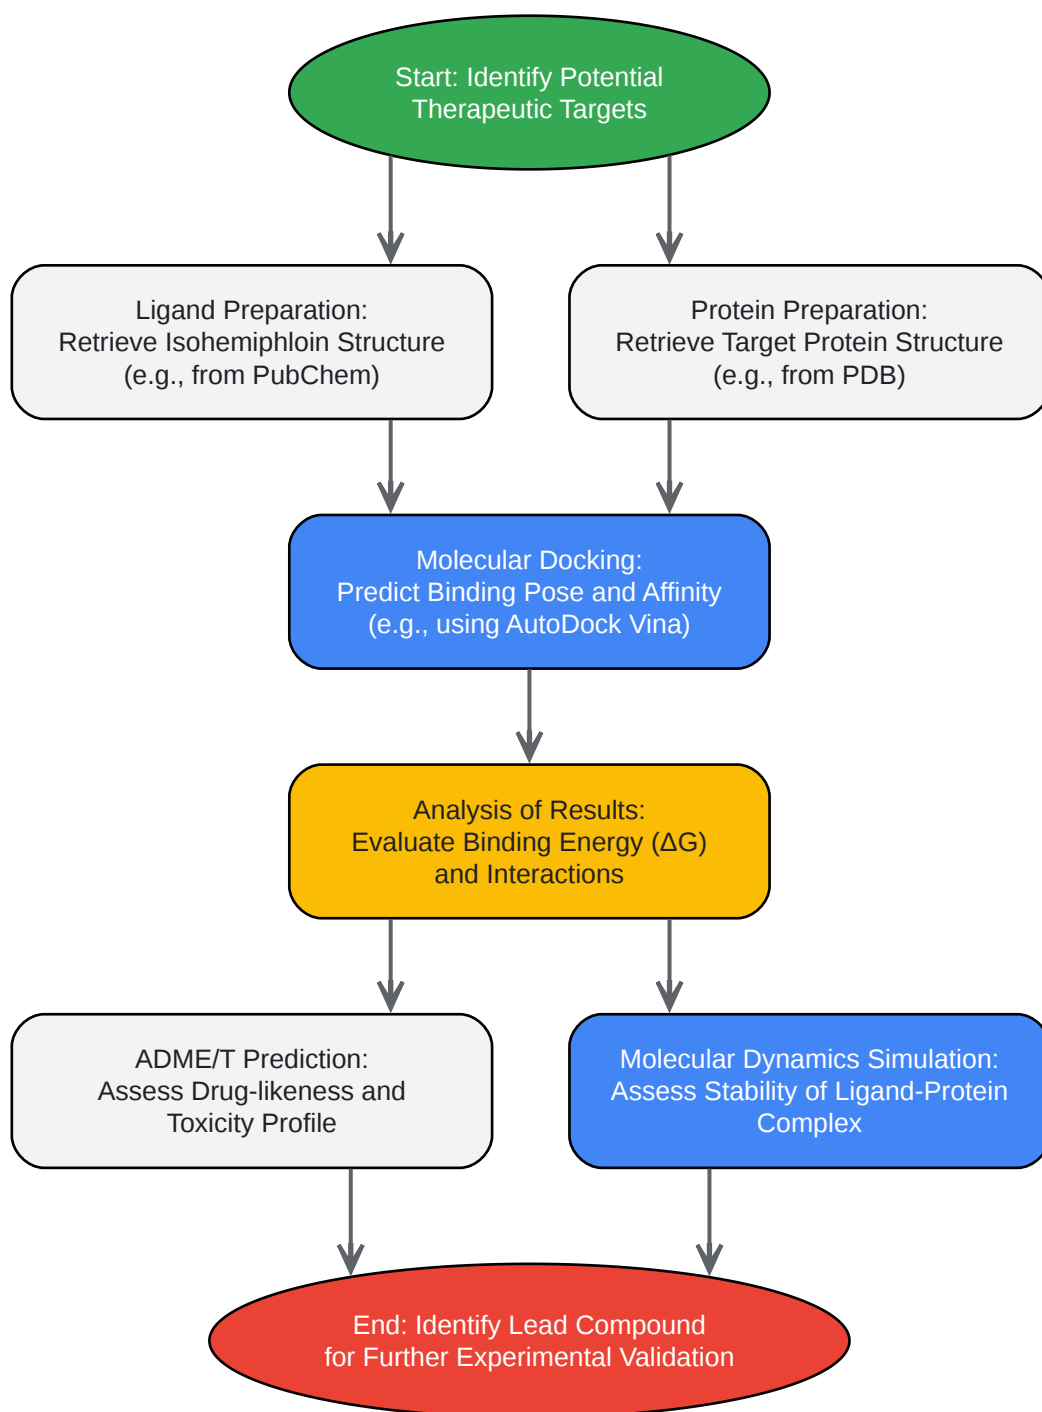 Start: Identify Potential
Therapeutic Targets
Ligand Preparation:
Retrieve Isohemiphloin Structure
(e.g., from PubChem)
Protein Preparation:
Retrieve Target Protein Structure
(e.g., from PDB)
Molecular Docking:
Predict Binding Pose and Affinity
(e.g., using AutoDock Vina)
Analysis of Results:
Evaluate Binding Energy (ΔG)
and Interactions
ADME/T Prediction:
Assess Drug-likeness and
Toxicity Profile
Molecular Dynamics Simulation:
Assess Stability of Ligand-Protein
Complex
End: Identify Lead Compound
for Further Experimental Validation